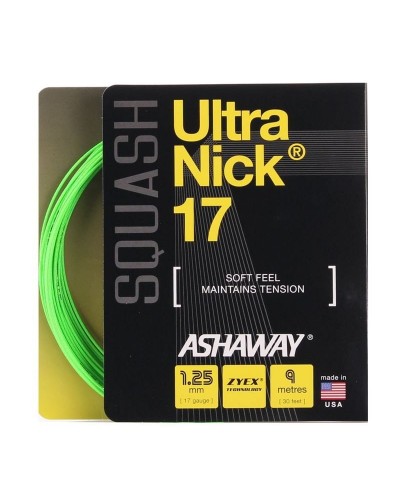 SQUASH
Ultra
Nick®
17
[ SOFT FEEL
MAINTAINS TENSION ]
ASHAWAY®
1.25
mm
[ 17 gauge ]
ZYEX®
TECHNOLOGY
9
metres
[ 30 feet ]
made in
USA